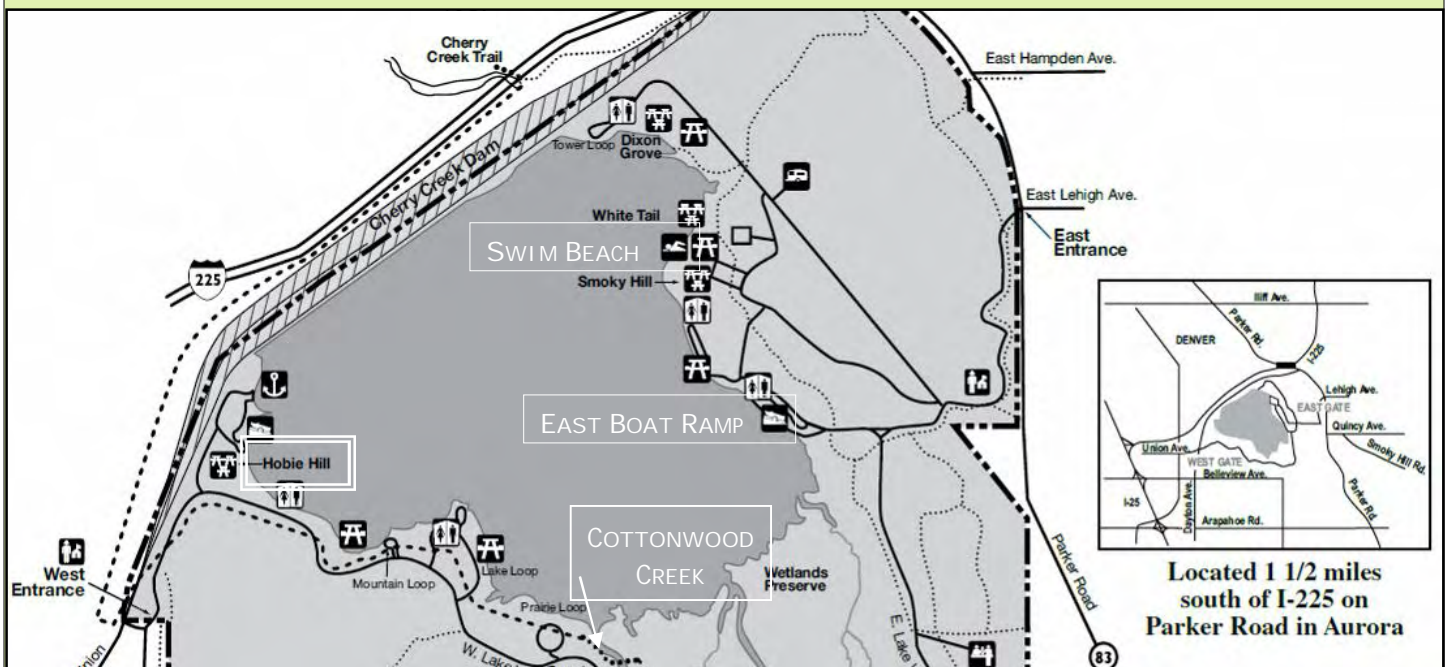 Cherry
Creek Trail
East Hampden Ave.
Tower Loop
Dixon
Grove
Cherry Creek Dam
East Lehigh Ave.
White Tail
East
Entrance
SWIM BEACH
225
Smoky Hill
EAST BOAT RAMP
Hobie Hill
COTTONWOOD
CREEK
West
Entrance
Mountain Loop
Lake Loop
Prairie Loop
Wetlands
Preserve
W. Lake
E. Lake
Parker Road
83
Iliff Ave.
Parker Rd.
I-225
DENVER
Lehigh Ave.
EAST GATE
Quincy Ave.
Smoky Hill Rd.
Union Ave.
WEST GATE
Belleview Ave.
I-25
Dayton Ave.
Parker Rd.
Arapahoe Rd.
Located 1 1/2 miles
south of I-225 on
Parker Road in Aurora